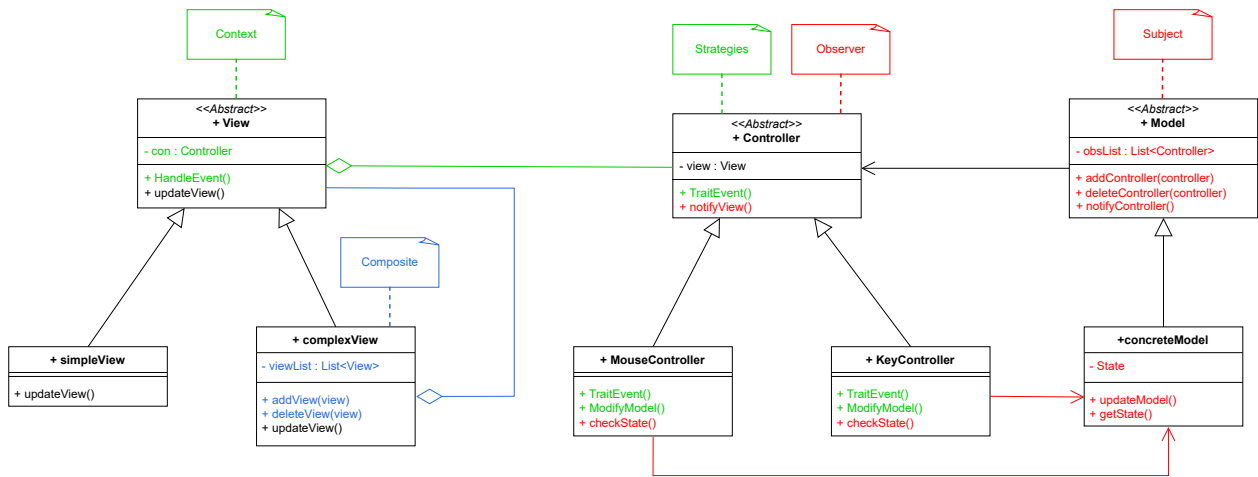 Context
Strategies
Observer
Subject
<<Abstract>>
+ View
- con : Controller
+ HandleEvent()
+ updateView()
<<Abstract>>
+ Controller
- view : View
+ TraitEvent()
+ notifyView()
<<Abstract>>
+ Model
- obsList : List<Controller>
+ addController(controller)
+ deleteController(controller)
+ notifyController()
Composite
+ simpleView
+ updateView()
+ complexView
- viewList : List<View>
+ addView(view)
+ deleteView(view)
+ updateView()
+ MouseController
+ TraitEvent()
+ ModifyModel()
+ checkState()
+ KeyController
+ TraitEvent()
+ ModifyModel()
+ checkState()
+concreteModel
- State
+ updateModel()
+ getState()